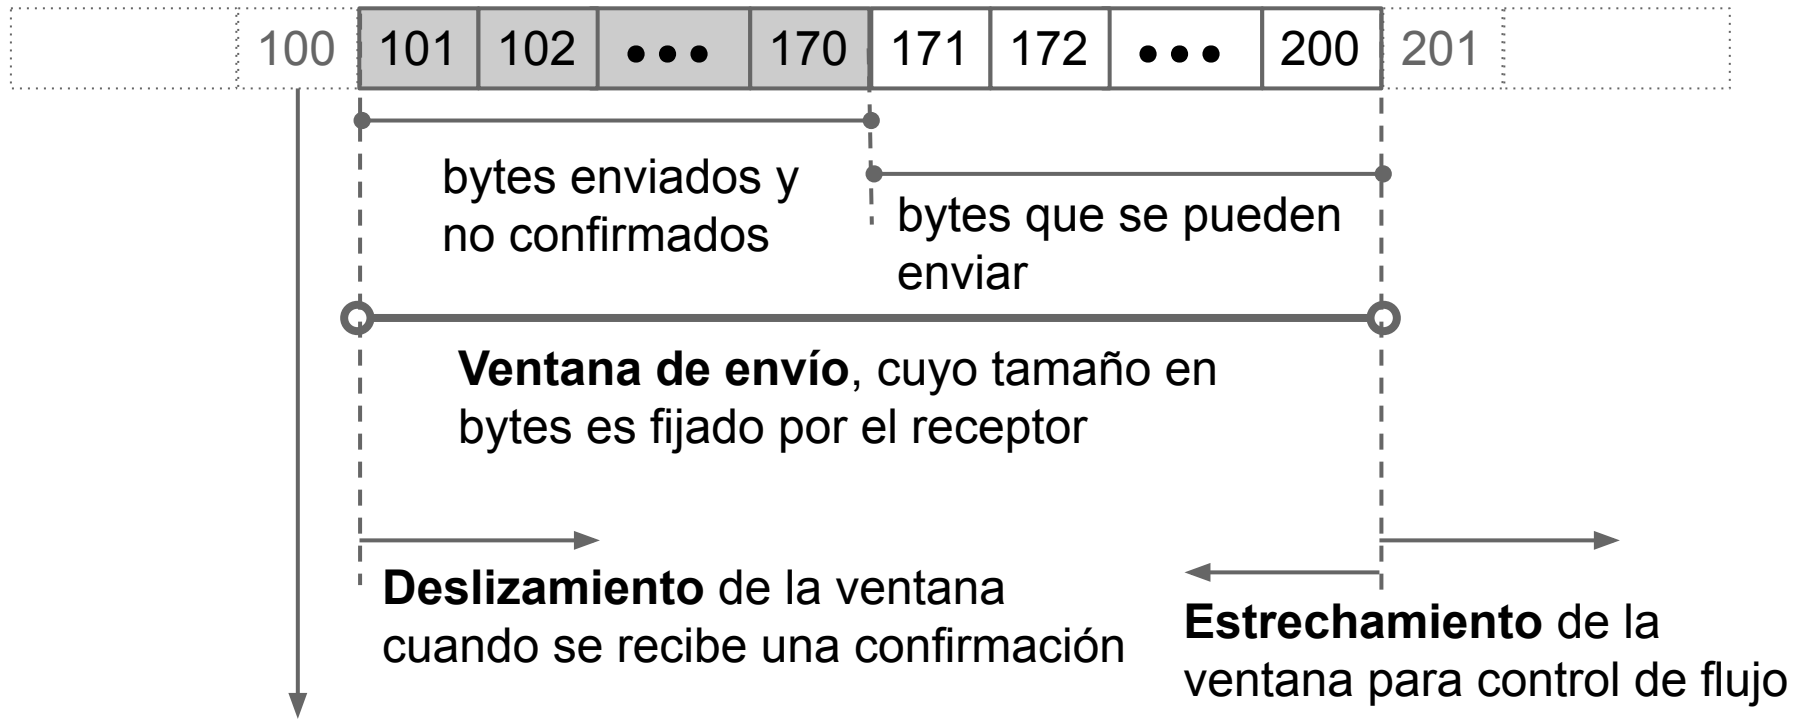 100 101 102 ••• 170 171 172 ••• 200 201
bytes enviados y
no confirmados
bytes que se pueden
enviar
Ventana de envío, cuyo tamaño en
bytes es fijado por el receptor
Deslizamiento de la ventana
cuando se recibe una confirmación
Estrechamiento de la
ventana para control de flujo